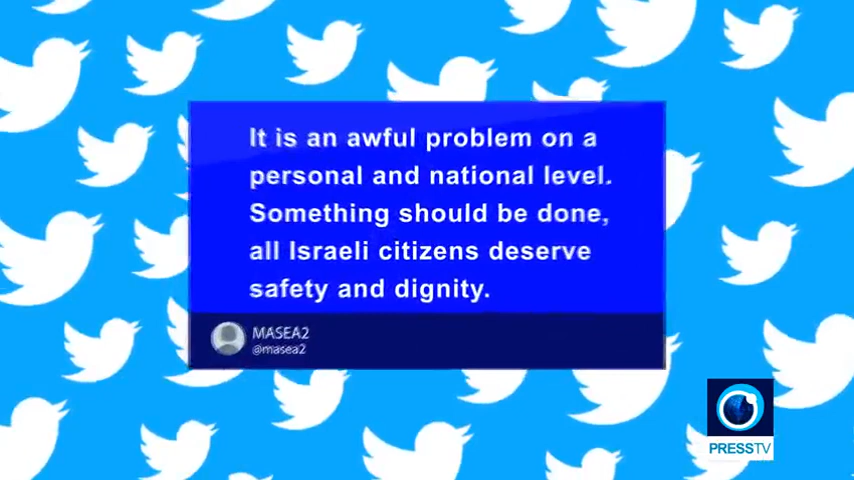 It is an awful problem on a
personal and national level.
Something should be done,
all Israeli citizens deserve
safety and dignity.
MASEA2
@masea2
PRESSTV